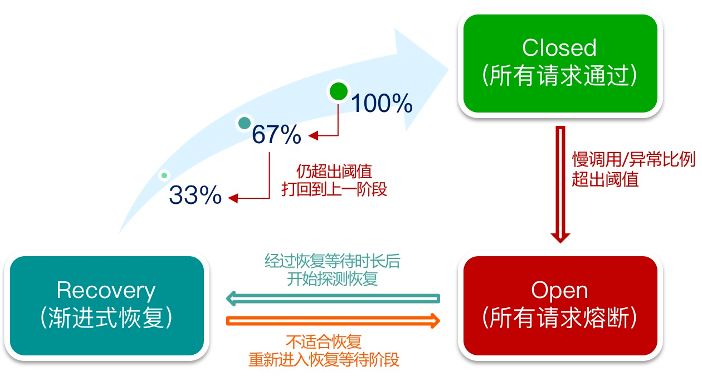 Closed
(所有请求通过)
100%
67%
33%
仍超出阈值
打回到上一阶段
慢调用/异常比例
超出阈值
Recovery
(渐进式恢复)
经过恢复等待时长后
开始探测恢复
不适合恢复
重新进入恢复等待阶段
Open
(所有请求熔断)